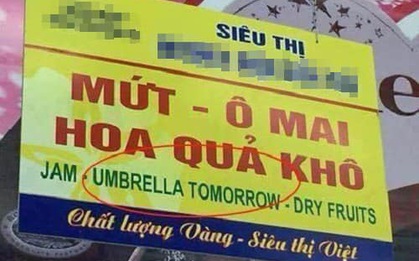 SIÊU THỊ
MỨT - Ô MAI
HOA QUẢ KHÔ
JAM - UMBRELLA TOMORROW - DRY FRUITS
Chất lượng Vàng - Siêu thị Việt